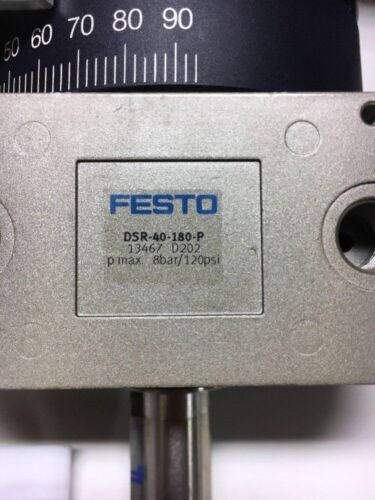 50 60 70 80 90
FESTO
DSR-40-180-P
13467 D202
p max 8bar/120psi